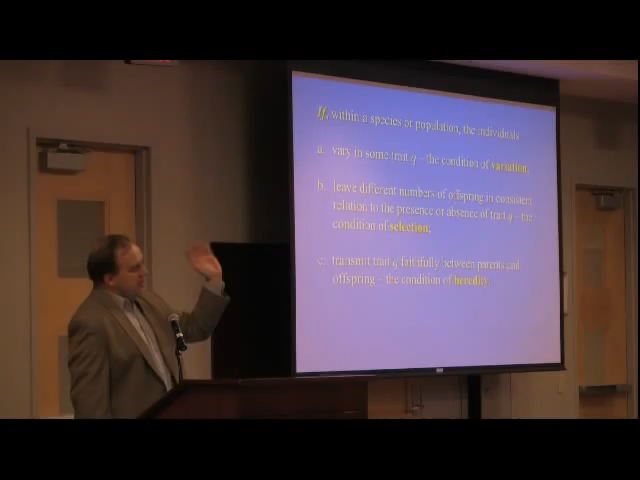 If, within a species or population, the individuals
a. vary in some trait q – the condition of variation,
b. leave different numbers of offspring in consistent
relation to the presence or absence of trait q – the
condition of selection;
c. transmit trait q faithfully between parents and
offspring – the condition of heredity